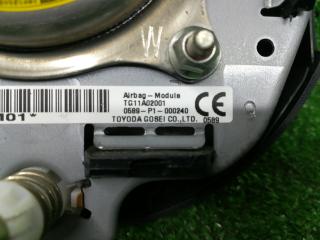 W
Airbag-Module
TG11A02001
0589-P1-000240
TOYODA GOSEI CO.,LTD.
CE
0589